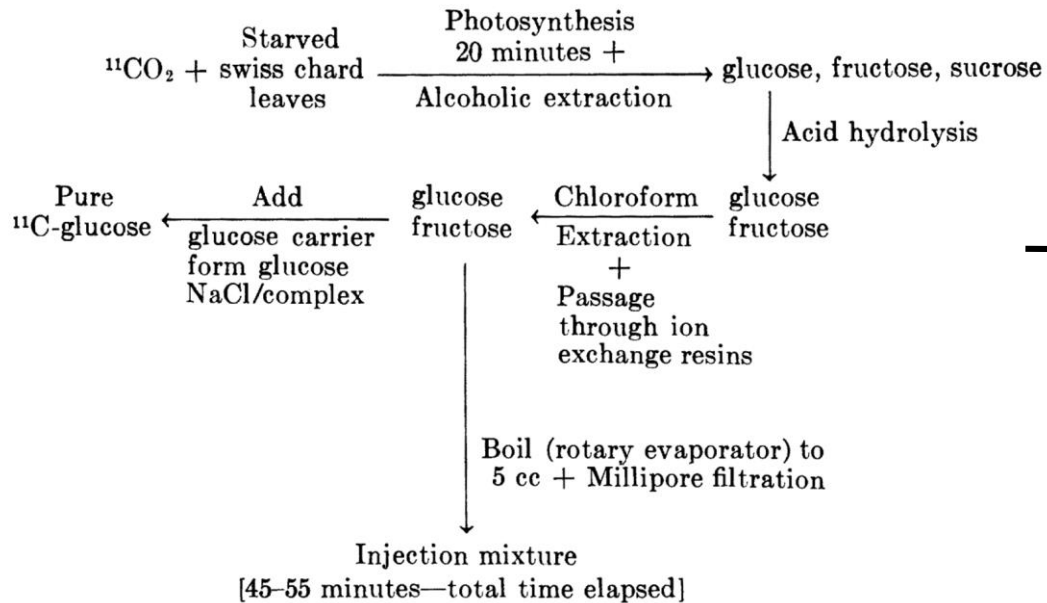 Photosynthesis
20 minutes +
Starved
¹¹CO₂ + swiss chard
leaves
Alcoholic extraction
glucose, fructose, sucrose
Acid hydrolysis
glucose
fructose
Chloroform
Extraction
+
Passage
through ion
exchange resins
glucose
fructose
Add
glucose carrier
form glucose
NaCl/complex
Pure
¹¹C-glucose
Boil (rotary evaporator) to
5 cc + Millipore filtration
Injection mixture
[45–55 minutes—total time elapsed]